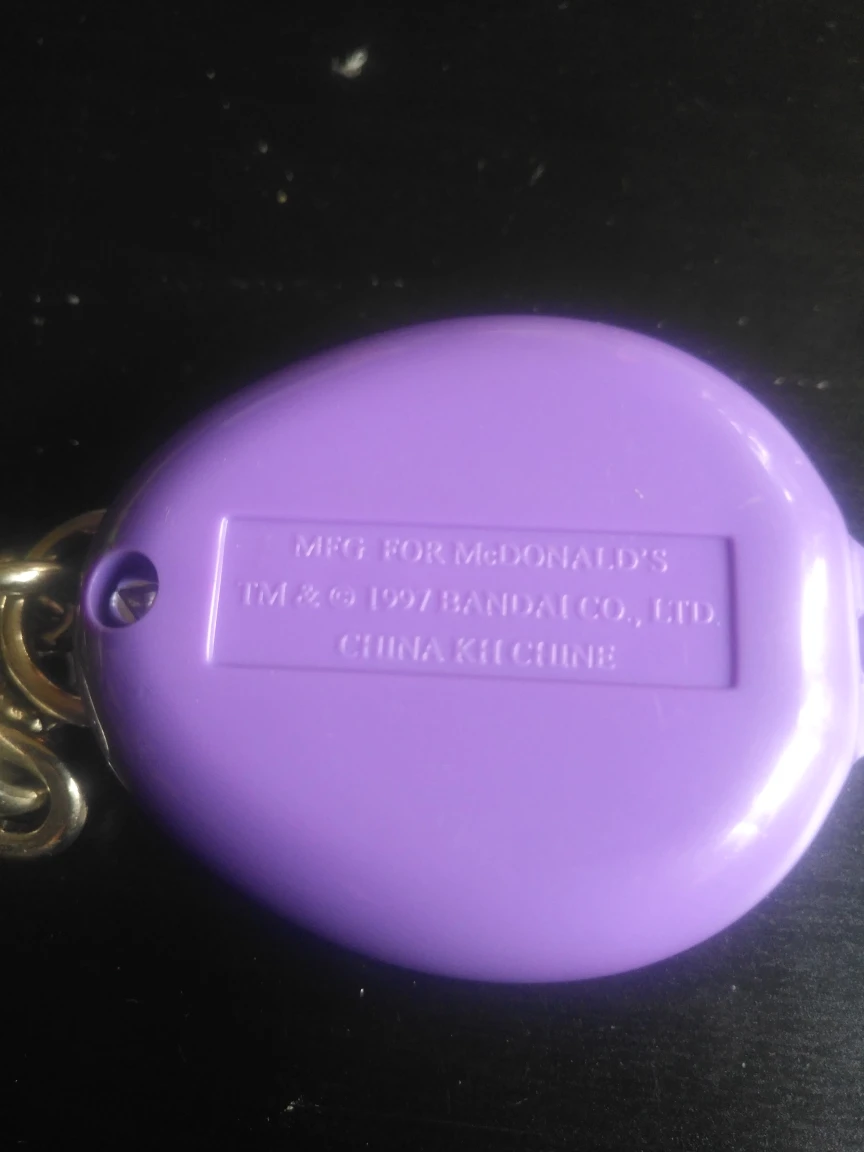 MFG FOR McDONALD'S
TM & © 1997 BANDAI CO., LTD.
CHINA KH CHINE